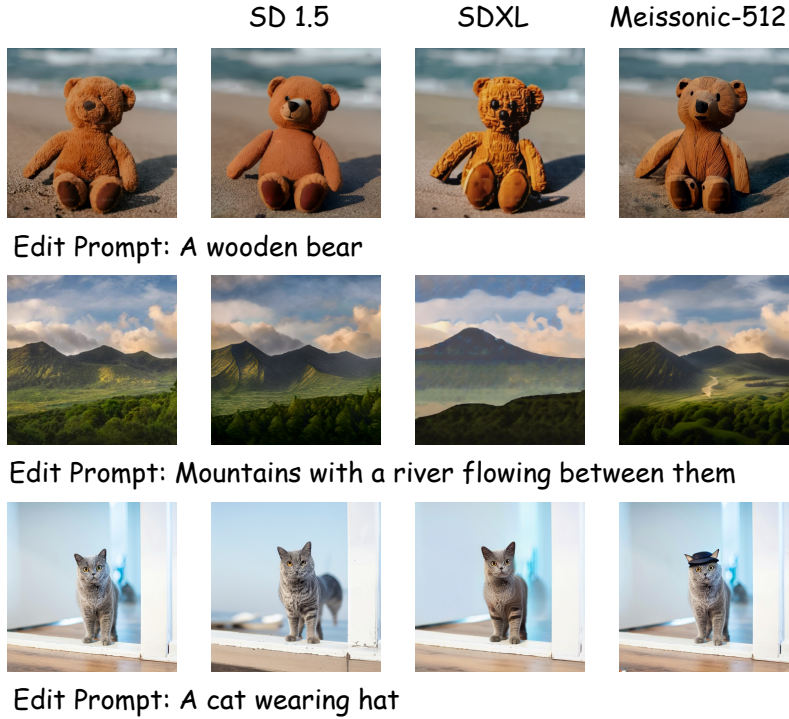 SD 1.5 SDXL Meissonic-512
Edit Prompt: A wooden bear
Edit Prompt: Mountains with a river flowing between them
Edit Prompt: A cat wearing hat